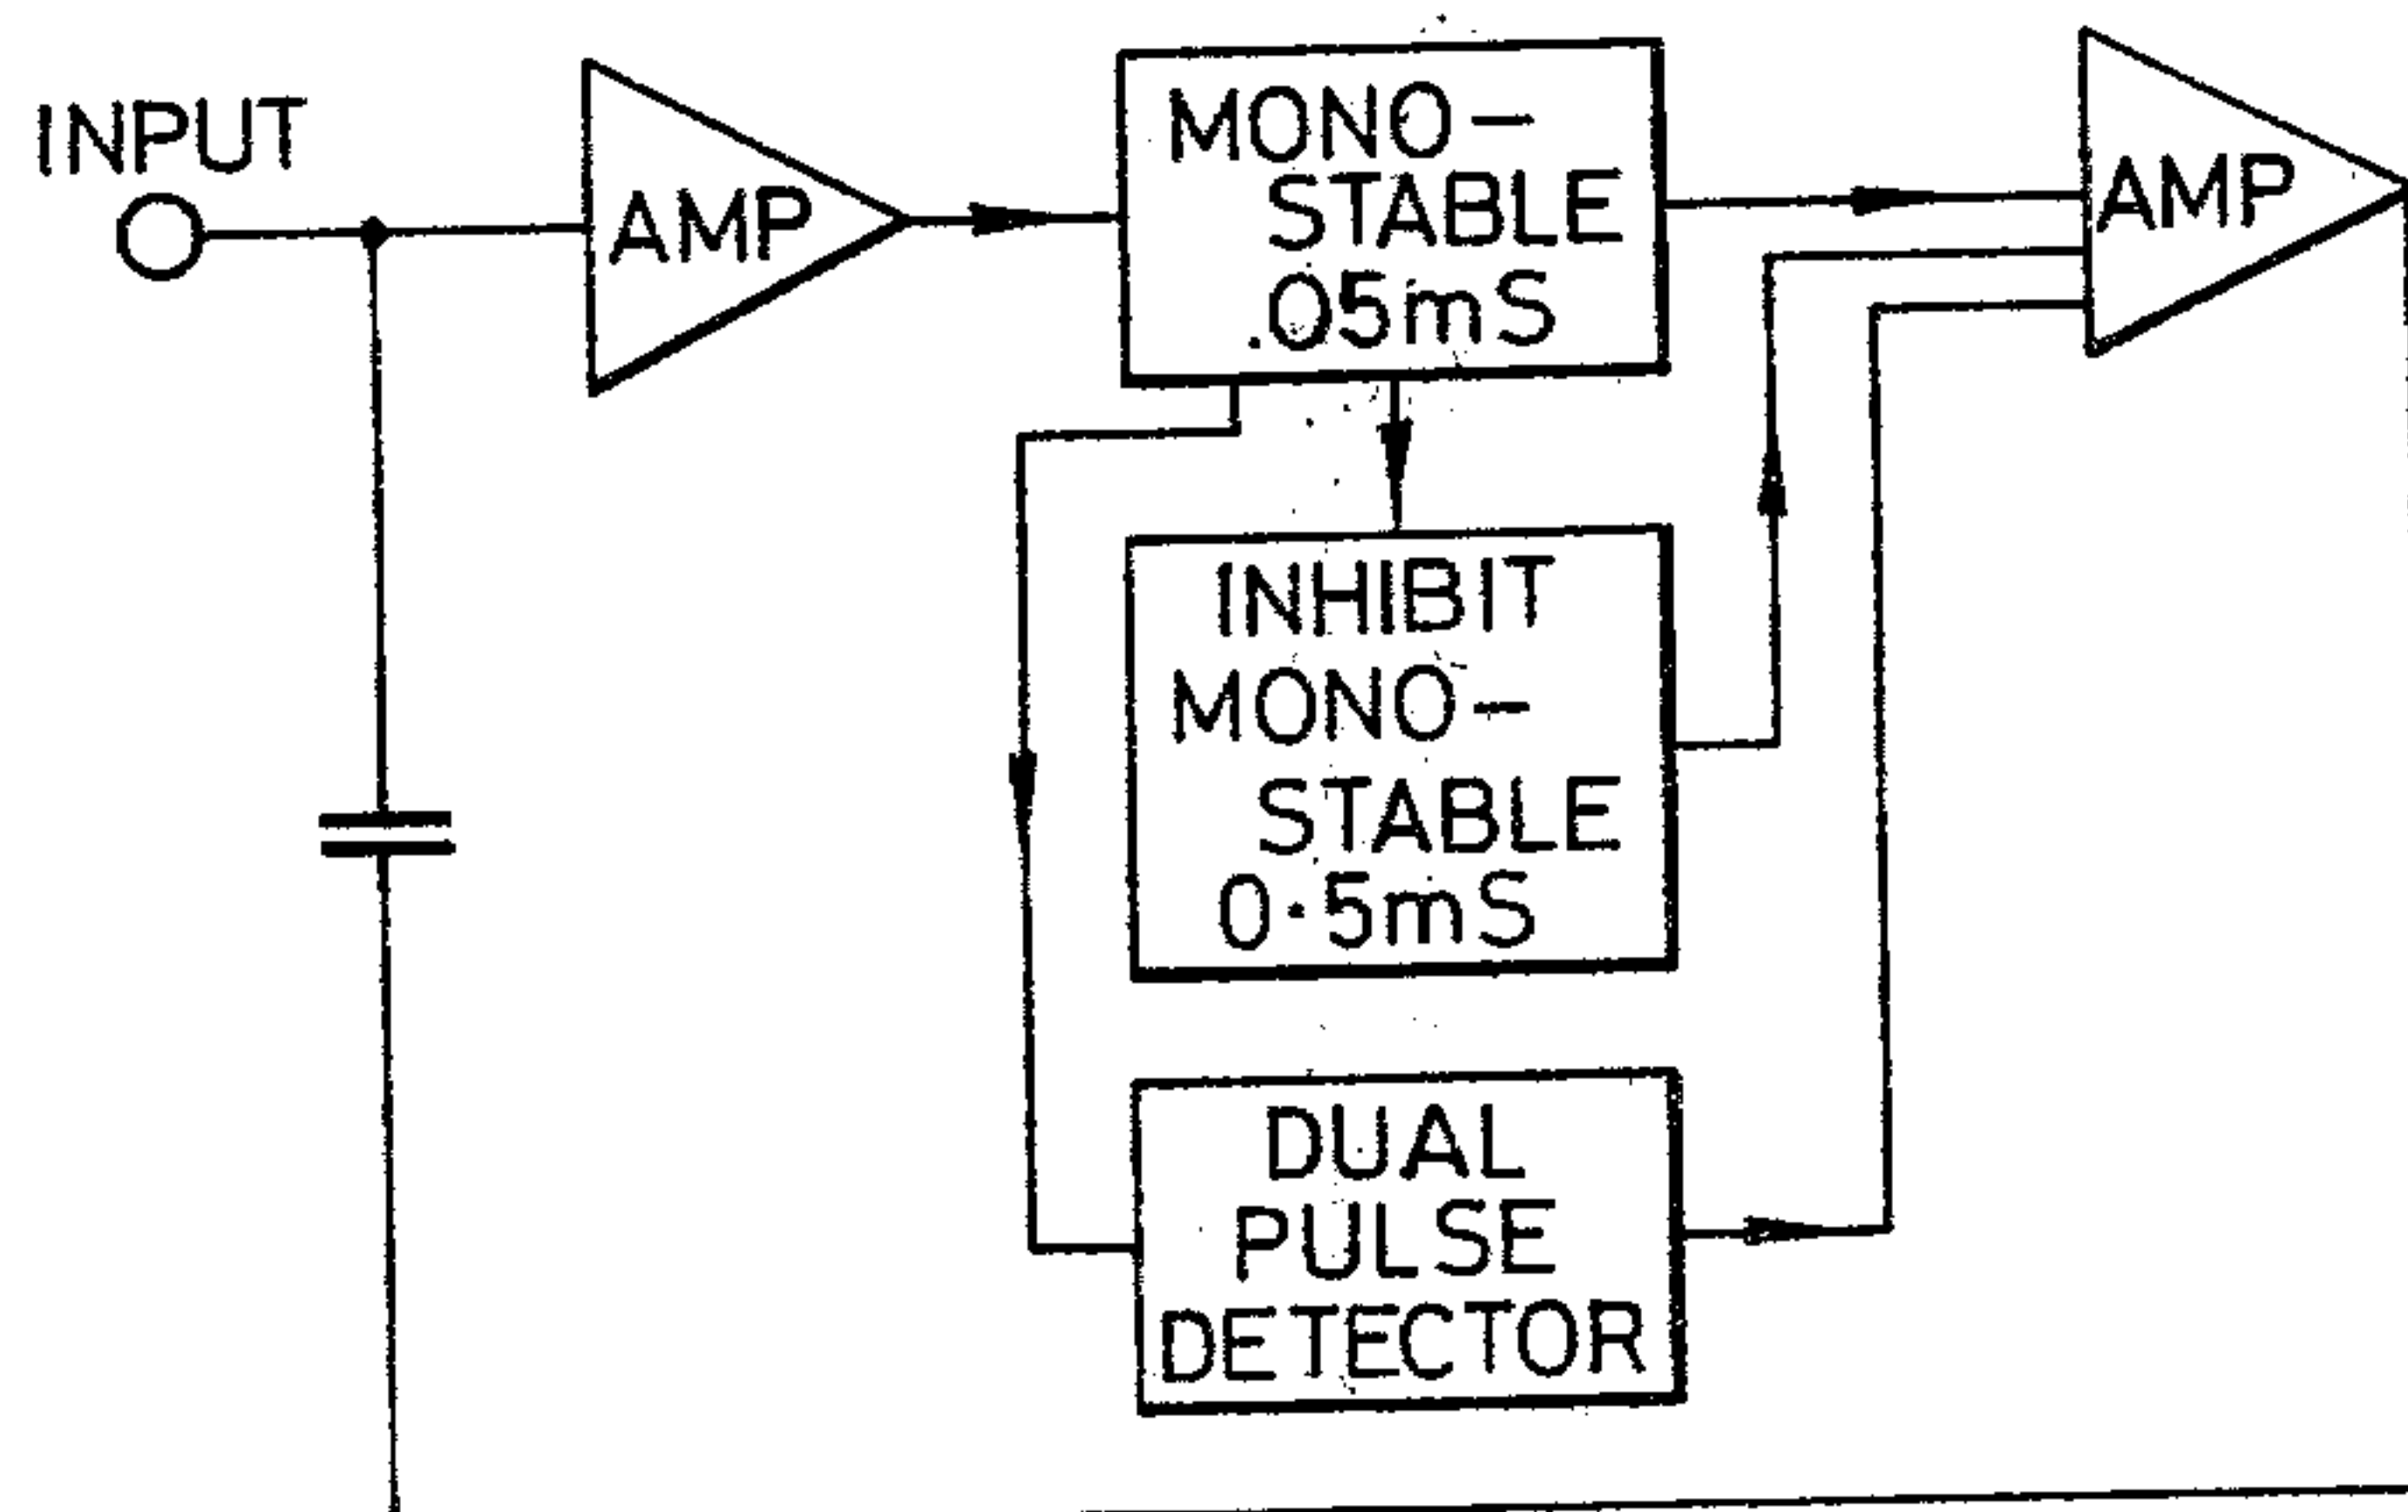 INPUT
AMP
MONO-
STABLE
.05mS
AMP
INHIBIT
MONO-
STABLE
0·5mS
DUAL
PULSE
DETECTOR